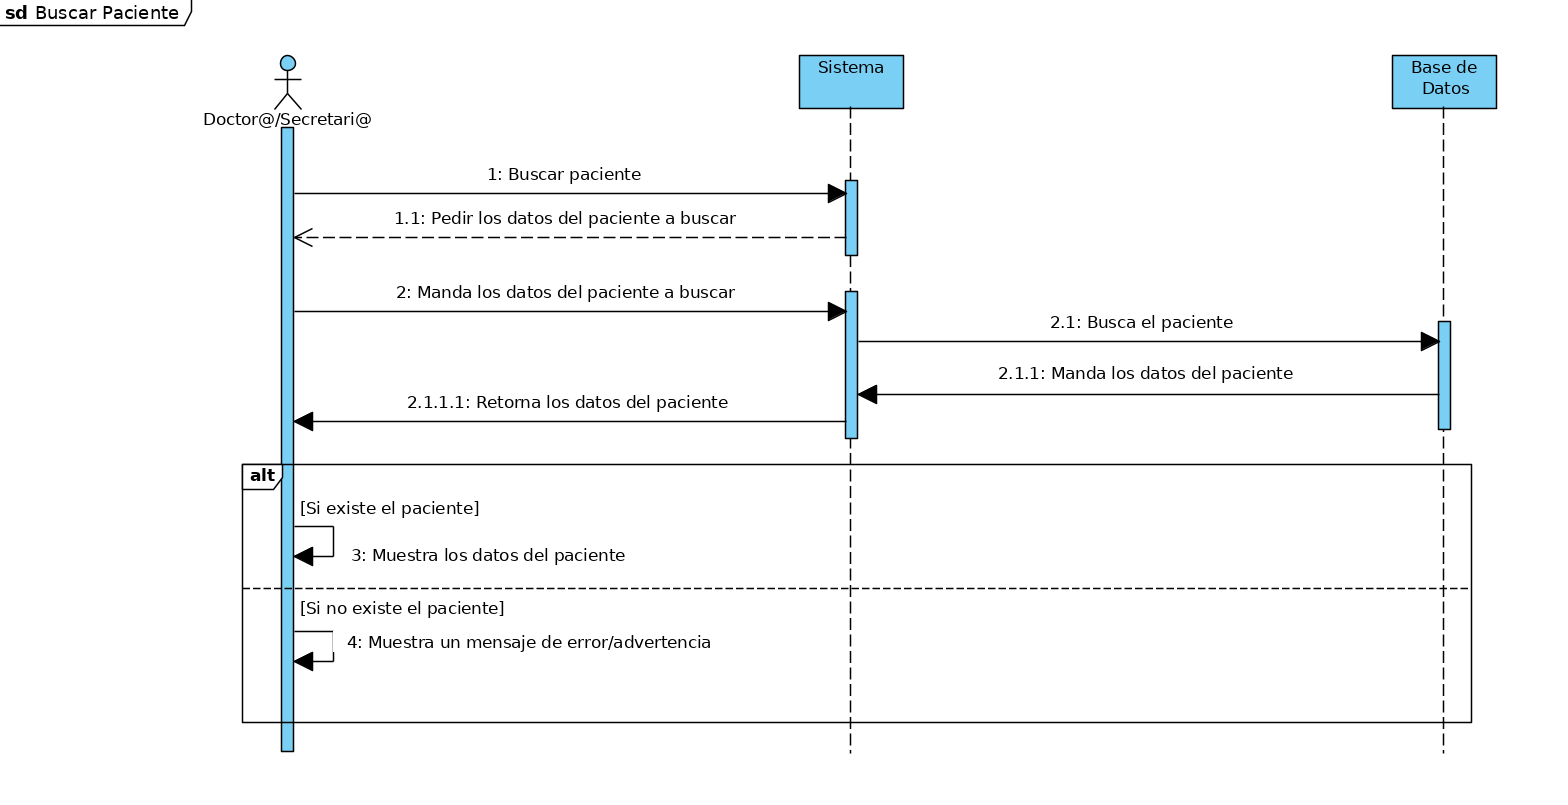 sd Buscar Paciente
Doctor@/Secretari@
Sistema
Base de
Datos
1: Buscar paciente
1.1: Pedir los datos del paciente a buscar
2: Manda los datos del paciente a buscar
2.1: Busca el paciente
2.1.1: Manda los datos del paciente
2.1.1.1: Retorna los datos del paciente
alt
[Si existe el paciente]
3: Muestra los datos del paciente
[Si no existe el paciente]
4: Muestra un mensaje de error/advertencia